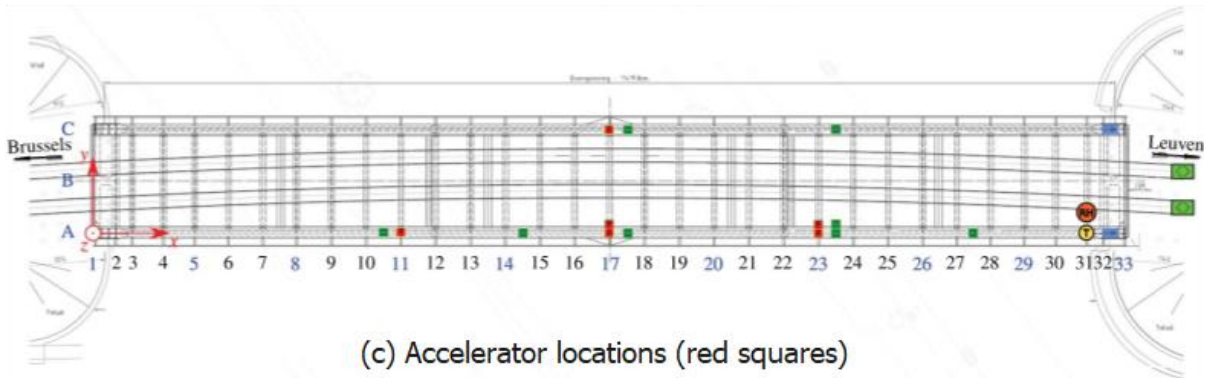 C
Brussels
Leuven
Y
B
RH
A
Z
X
T
1 2 3 4 5 6 7 8 9 10 11 12 13 14 15 16 17 18 19 20 21 22 23 24 25 26 27 28 29 30 31 32 33
(c) Accelerator locations (red squares)